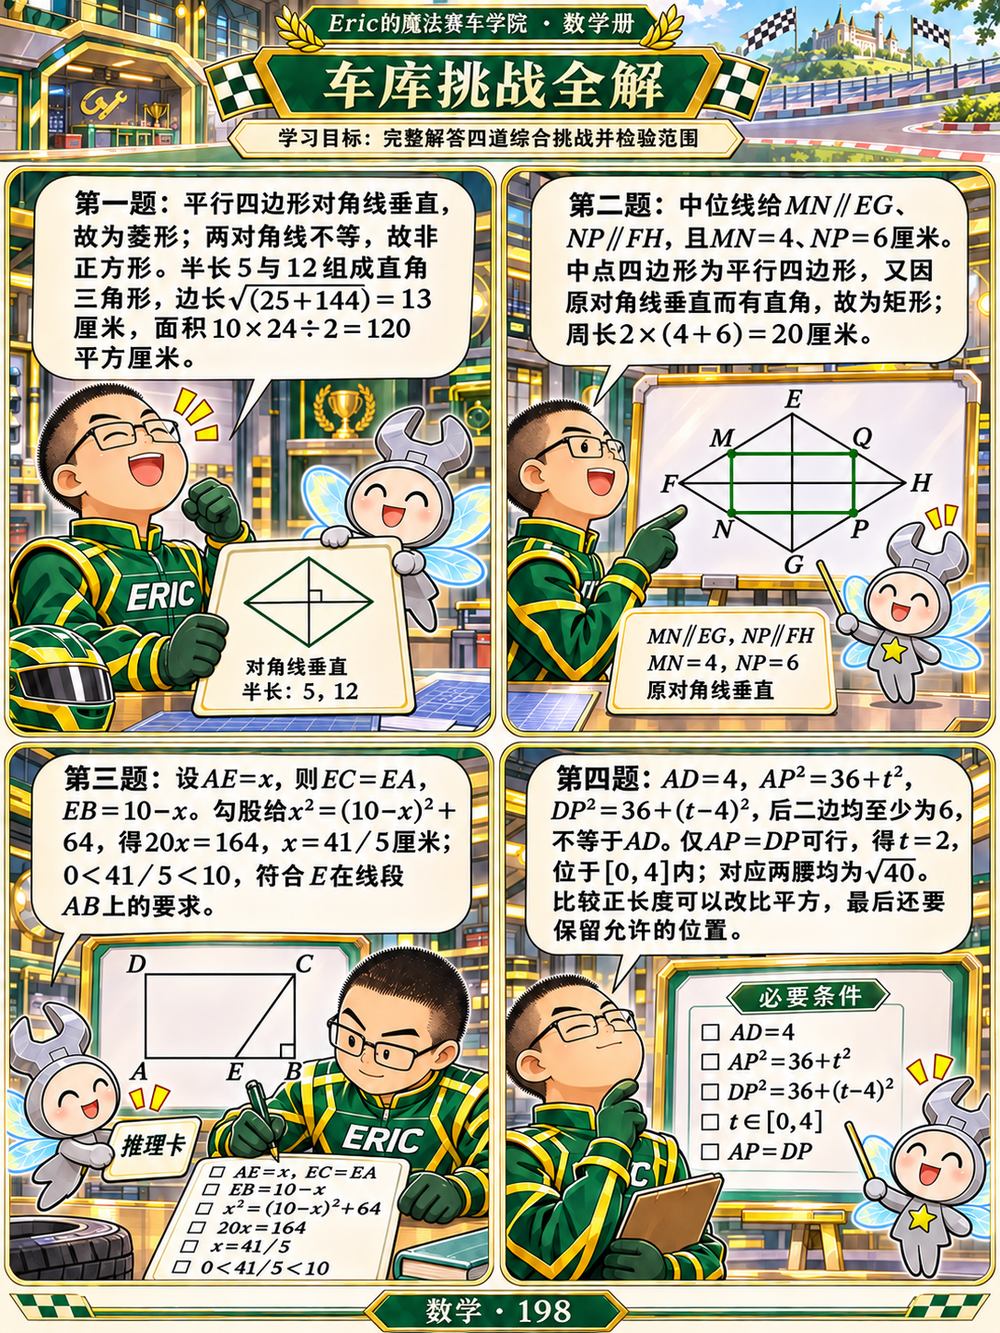 Eric的魔法赛车学院 · 数学册
车库挑战全解
学习目标：完整解答四道综合挑战并检验范围
第一题：平行四边形对角线垂直，
故为菱形；两对角线不等，故非
正方形。半长5与12组成直角
三角形，边长√(25+144)=13
厘米，面积10×24÷2=120
平方厘米。
ERIC
对角线垂直
半长：5，12
第二题：中位线给MN∥EG、
NP∥FH，且MN=4、NP=6厘米。
中点四边形为平行四边形，又因
原对角线垂直而有直角，故为矩形；
周长2×(4+6)=20厘米。
E
M
Q
F
H
N
P
G
MN∥EG，NP∥FH
MN=4，NP=6
原对角线垂直
第三题：设AE=x，则EC=EA，
EB=10-x。勾股给x²=(10-x)²+
64，得20x=164，x=41/5厘米；
0<41/5<10，符合E在线段
AB上的要求。
D
C
A
E
B
推理卡
ERIC
□ AE=x，EC=EA
□ EB=10-x
□ x²=(10-x)²+64
□ 20x=164
□ x=41/5
□ 0<41/5<10
第四题：AD=4，AP²=36+t²，
DP²=36+(t-4)²，后二边均至少为6，
不等于AD。仅AP=DP可行，得t=2，
位于[0,4]内；对应两腰均为√40。
比较正长度可以改比平方，最后还要
保留允许的位置。
必要条件
□ AD=4
□ AP²=36+t²
□ DP²=36+(t-4)²
□ t∈[0,4]
□ AP=DP
C
数学 · 198